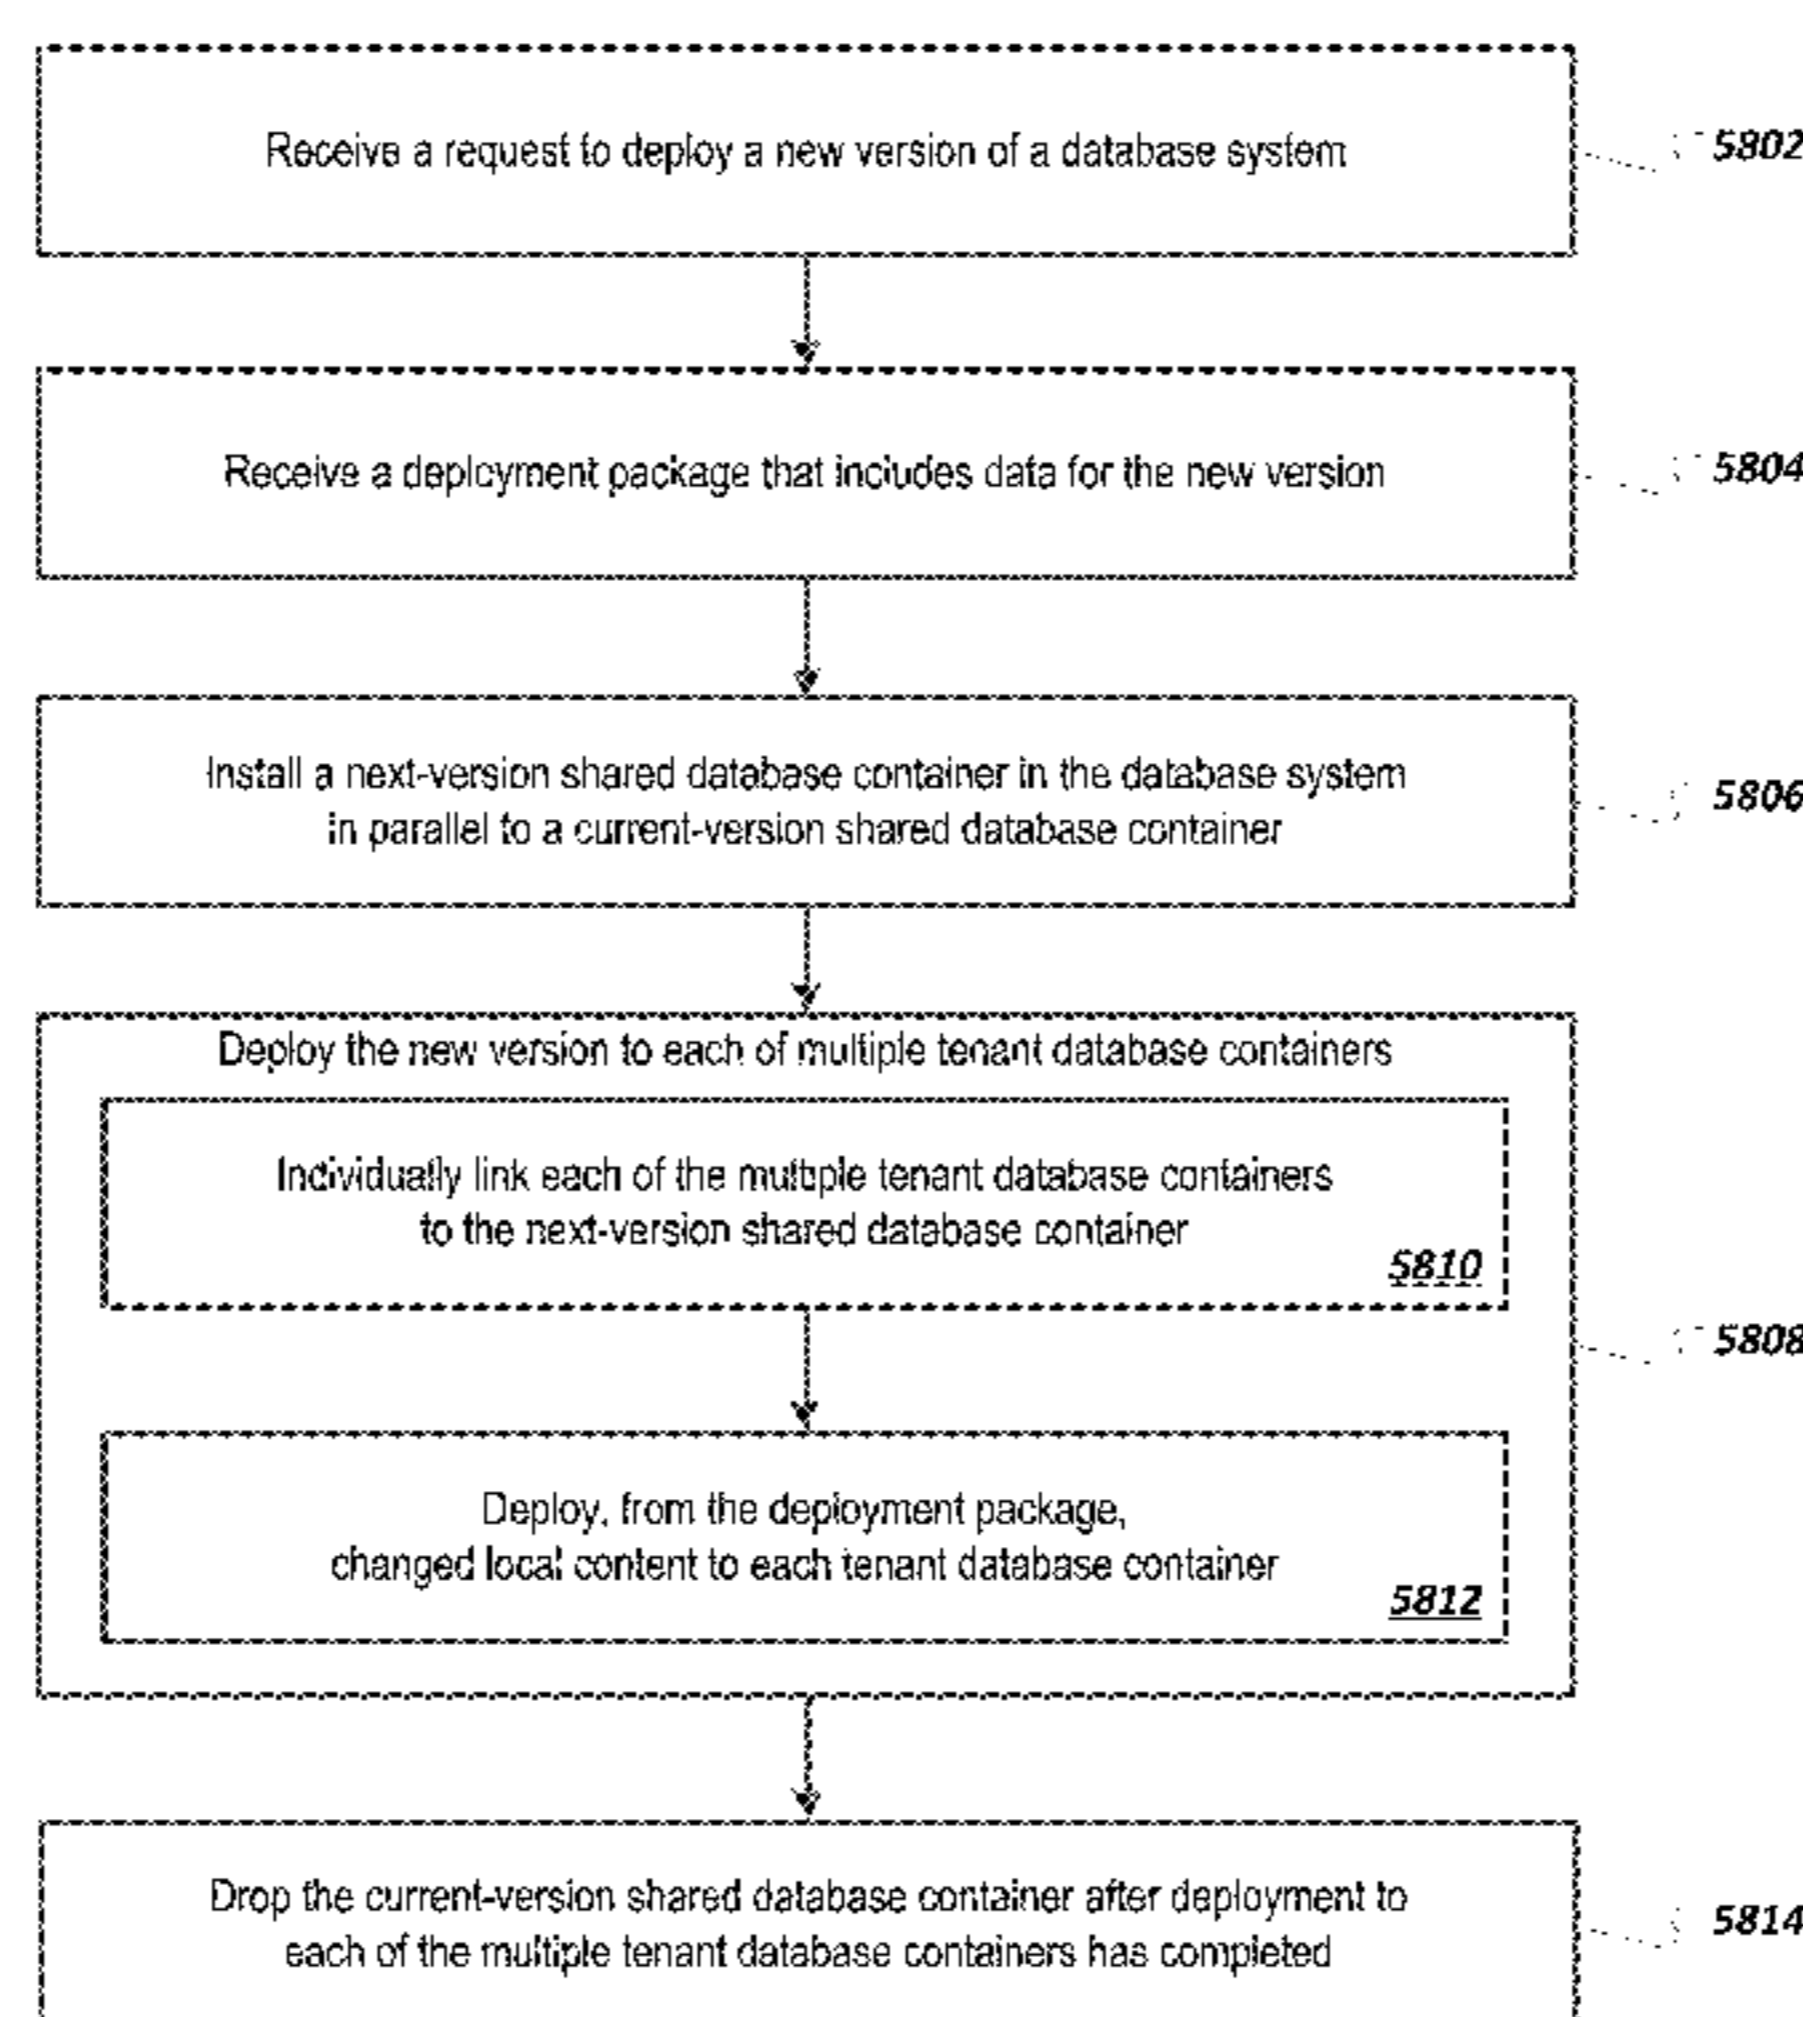 Receive a request to deploy a new version of a database system
5802
Receive a deployment package that includes data for the new version
5804
Install a next-version shared database container in the database system
in parallel to a current-version shared database container
5806
Deploy the new version to each of multiple tenant database containers
Individually link each of the multiple tenant database containers
to the next-version shared database container
5810
5808
Deploy, from the deployment package,
changed local content to each tenant database container
5812
Drop the current-version shared database container after deployment to
each of the multiple tenant database containers has completed
5814